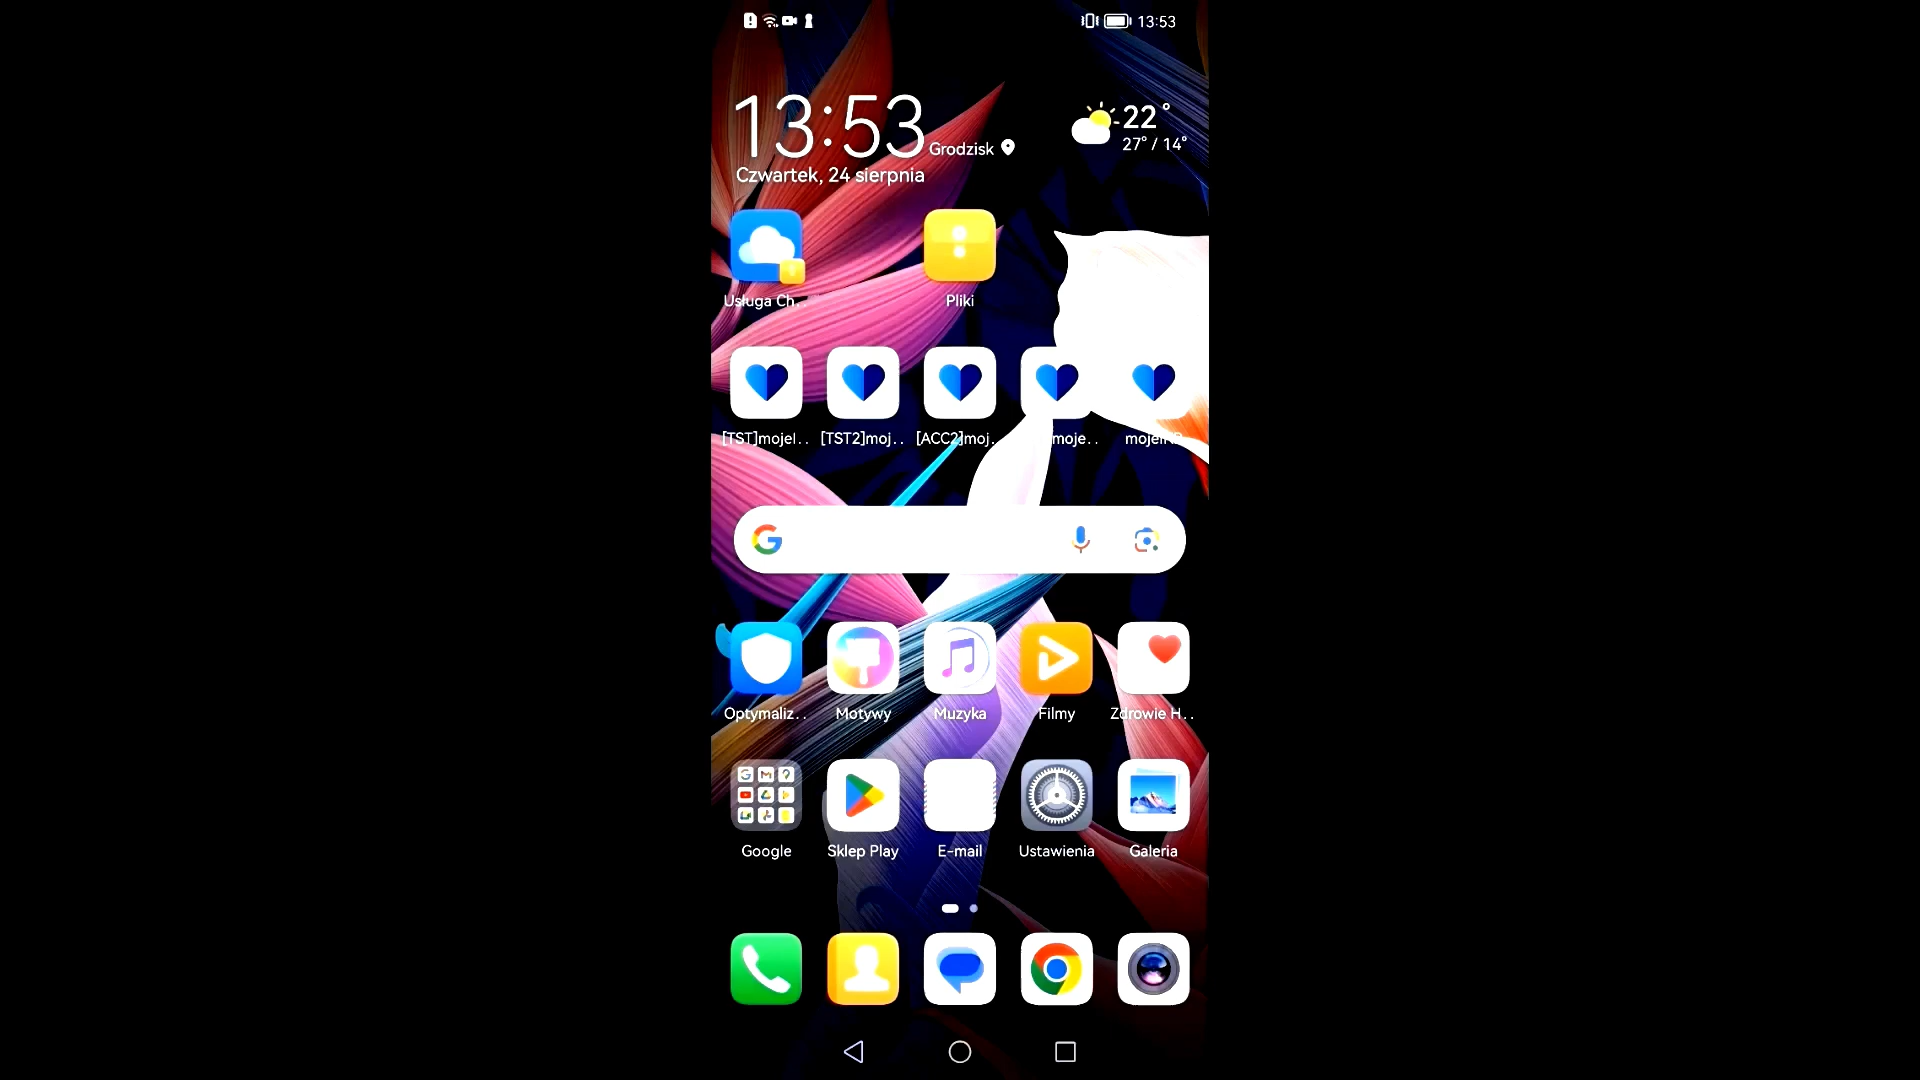 13:53
13:53
Grodzisk
22°
27° / 14°
Czwartek, 24 sierpnia
Usługa Ch..
Pliki
[TST]mojeI..
[TST2]moj..
[ACC2]moj..
moje..
Optymaliz..
Motywy
Muzyka
Filmy
Zdrowie H..
Google
Sklep Play
E-mail
Ustawienia
Galeria